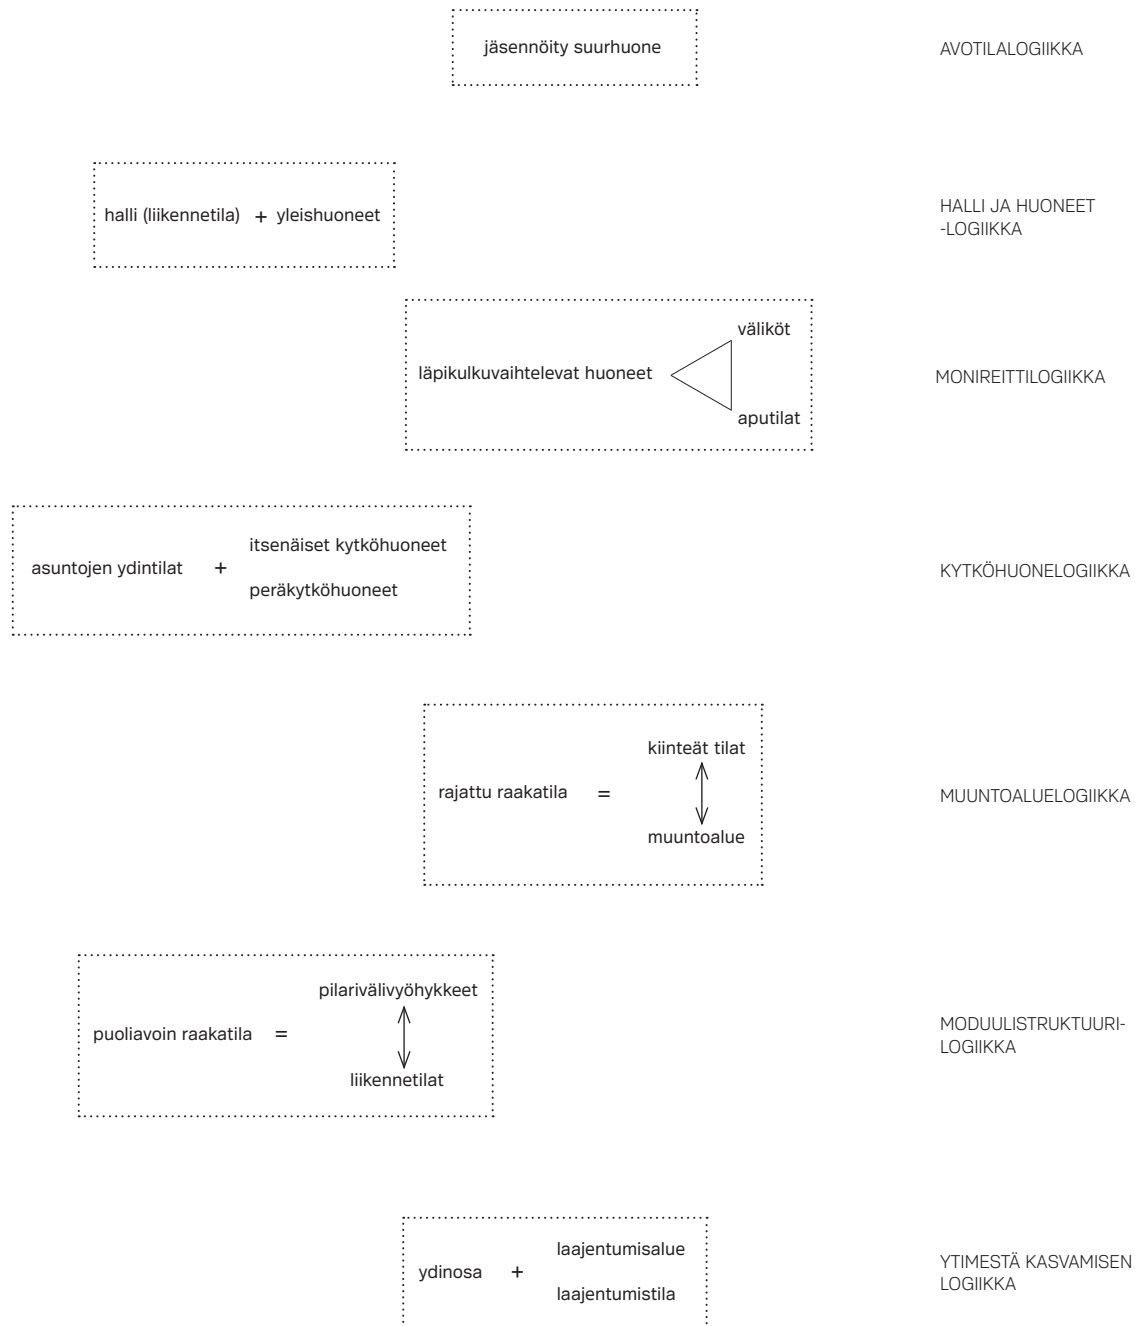 jäsennöity suurhuone
AVOTILALOGIIKKA
halli (liikennetila) + yleishuoneet
HALLI JA HUONEET
-LOGIIKKA
väliköt
läpikulkuvaihtelevat huoneet
aputilat
MONIREITTILOGIIKKA
itsenäiset kytköhuoneet
asuntojen ydintilat +
peräkytköhuoneet
KYTKÖHUONELOGIIKKA
kiinteät tilat
rajattu raakatila =
muuntoalue
MUUNTOALUELOGIIKKA
pilarivälivyöhykkeet
puoliavoin raakatila =
liikennetilat
MODUULISTRUKTUURI-
LOGIIKKA
laajentumisalue
ydinosa +
laajentumistila
YTIMESTÄ KASVAMISEN
LOGIIKKA